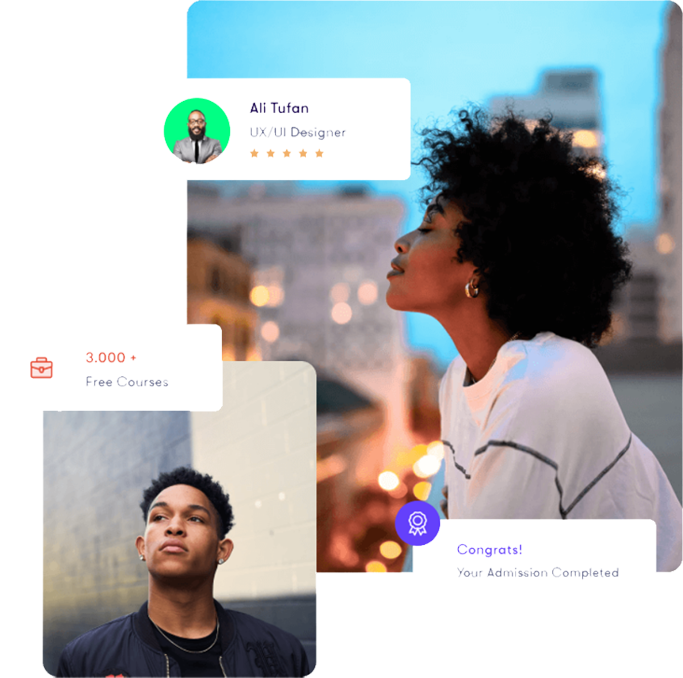 Ali Tufan
UX/UI Designer
3.000 +
Free Courses
Congrats!
Your Admission Completed